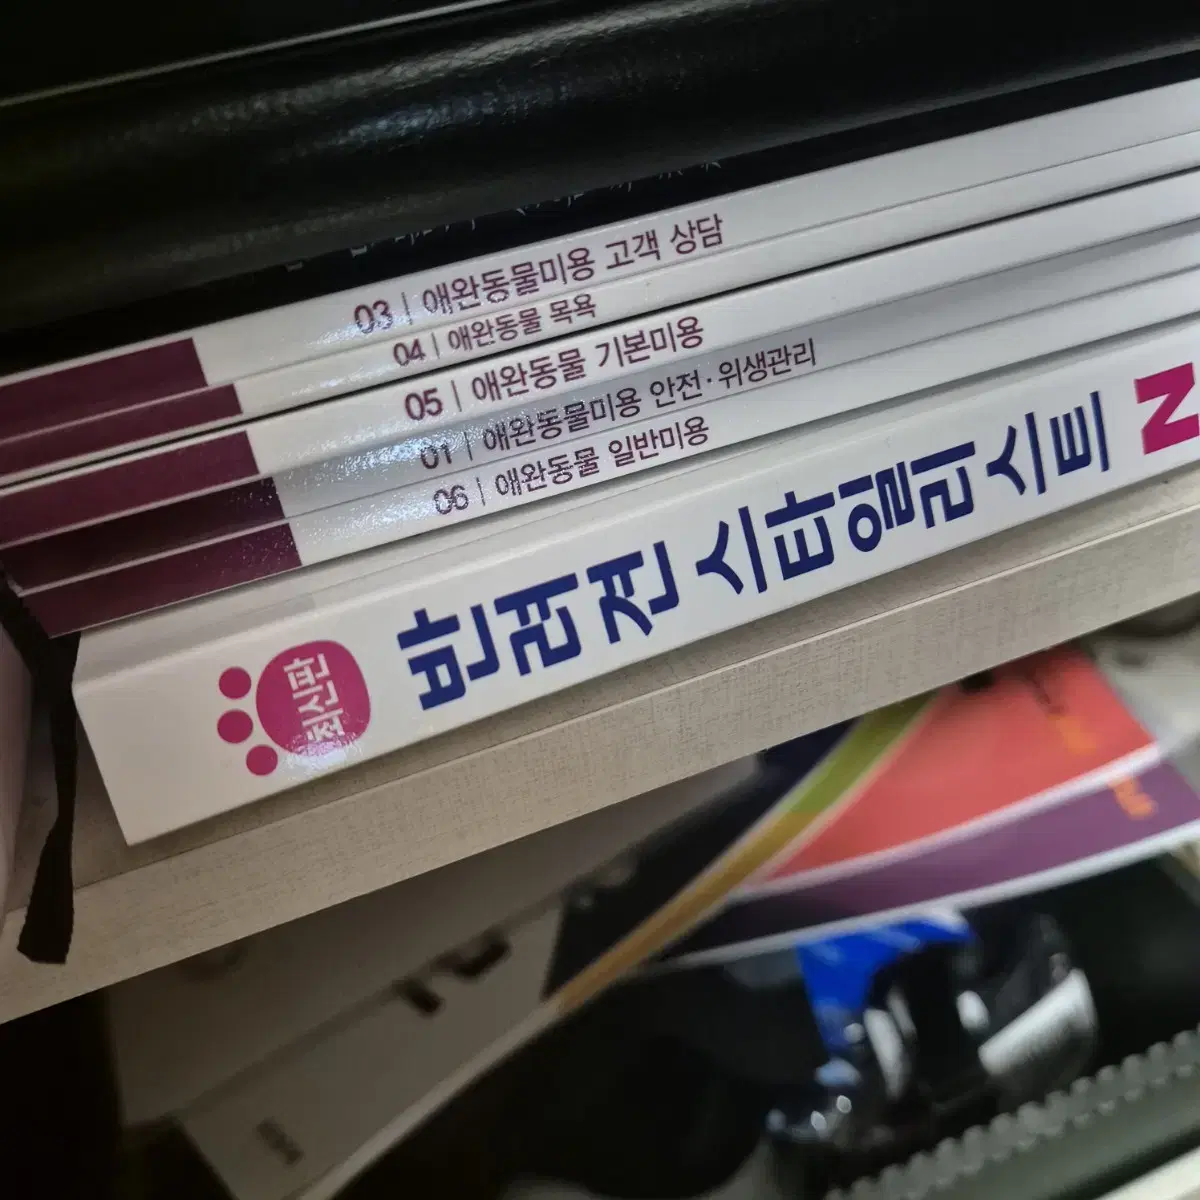 03 | 애완동물미용 고객 상담
04 | 애완동물 목욕
05 | 애완동물 기본미용
01 | 애완동물미용 안전·위생관리
06 | 애완동물 일반미용
최신판
반려견 스타일리스트 N